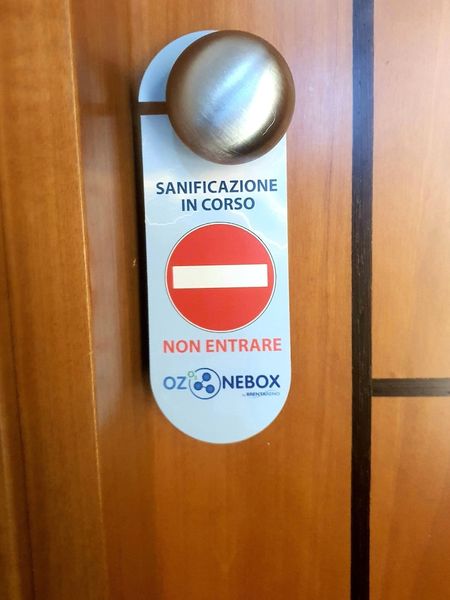 SANIFICAZIONE
IN CORSO
NON ENTRARE
OZONEBOX